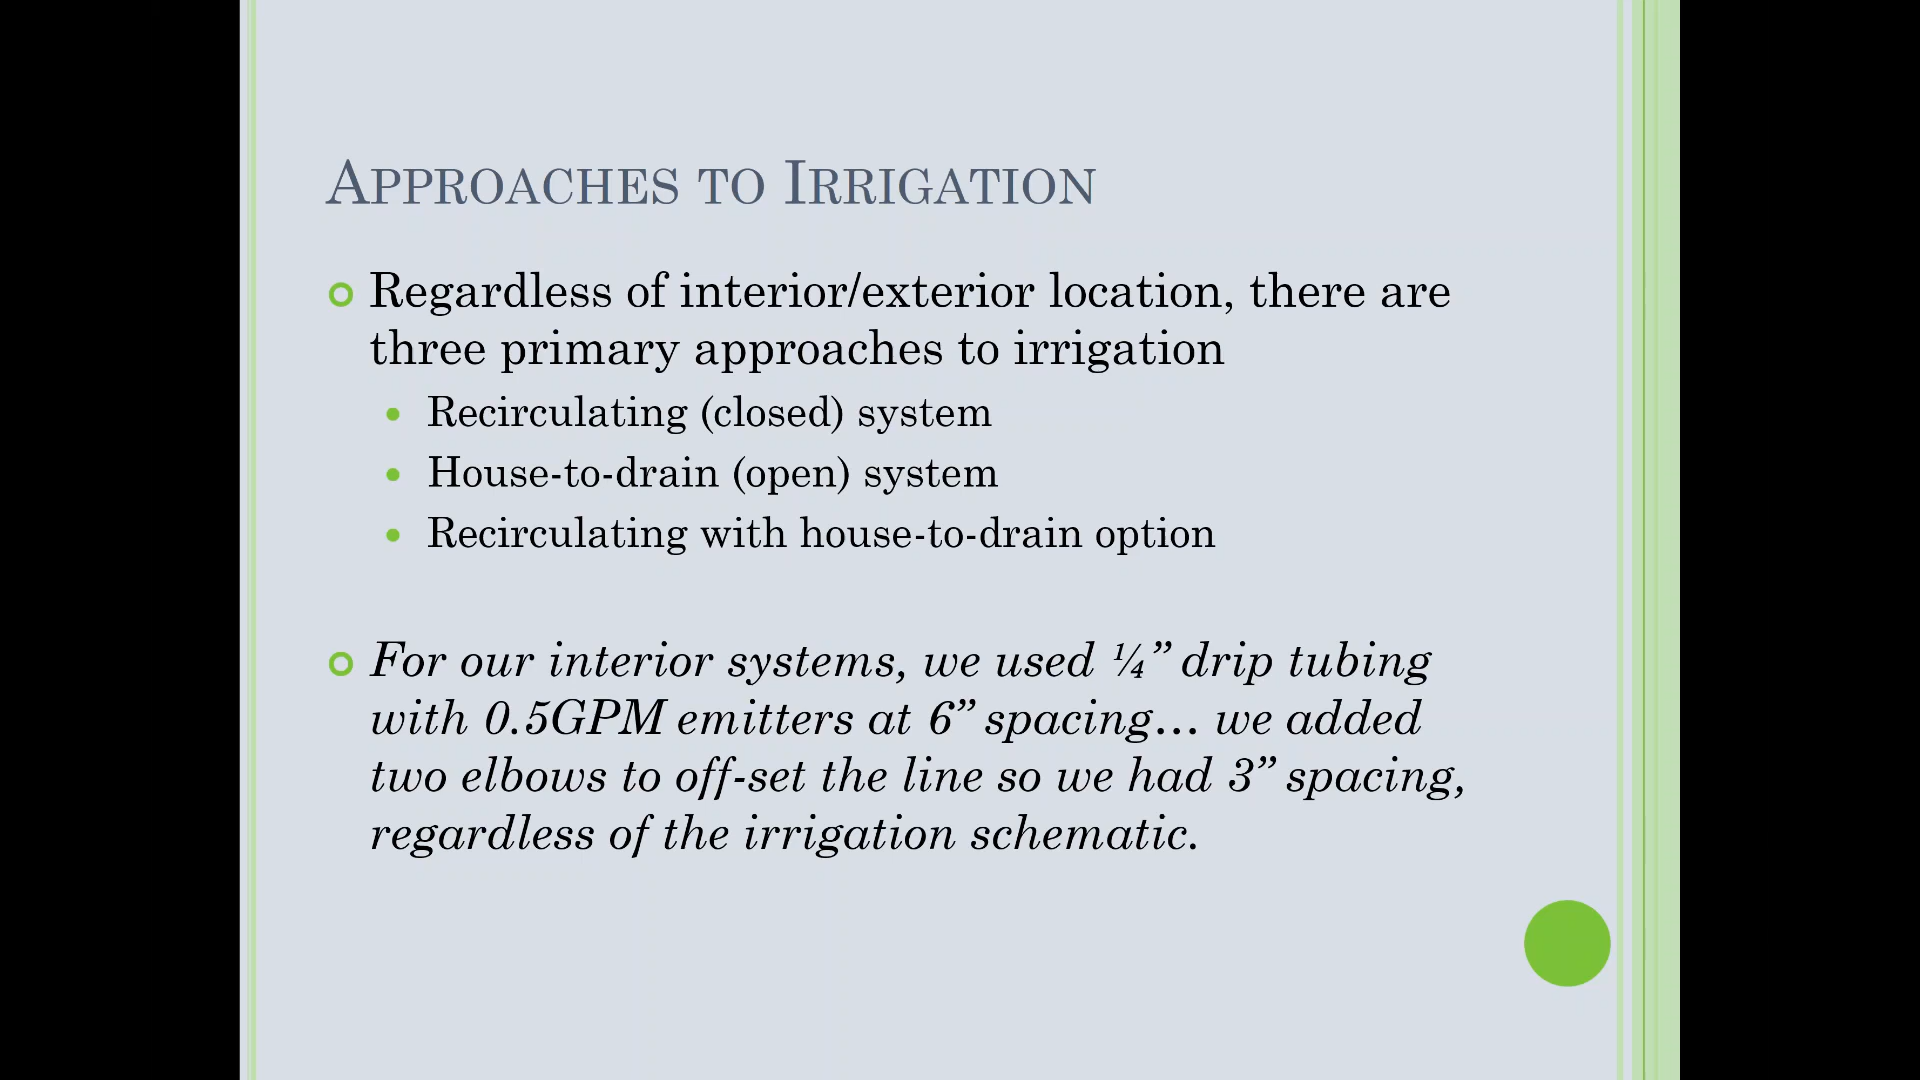 APPROACHES TO IRRIGATION
Regardless of interior/exterior location, there are
three primary approaches to irrigation
Recirculating (closed) system
House-to-drain (open) system
Recirculating with house-to-drain option
For our interior systems, we used ¼” drip tubing
with 0.5GPM emitters at 6” spacing… we added
two elbows to off-set the line so we had 3” spacing,
regardless of the irrigation schematic.